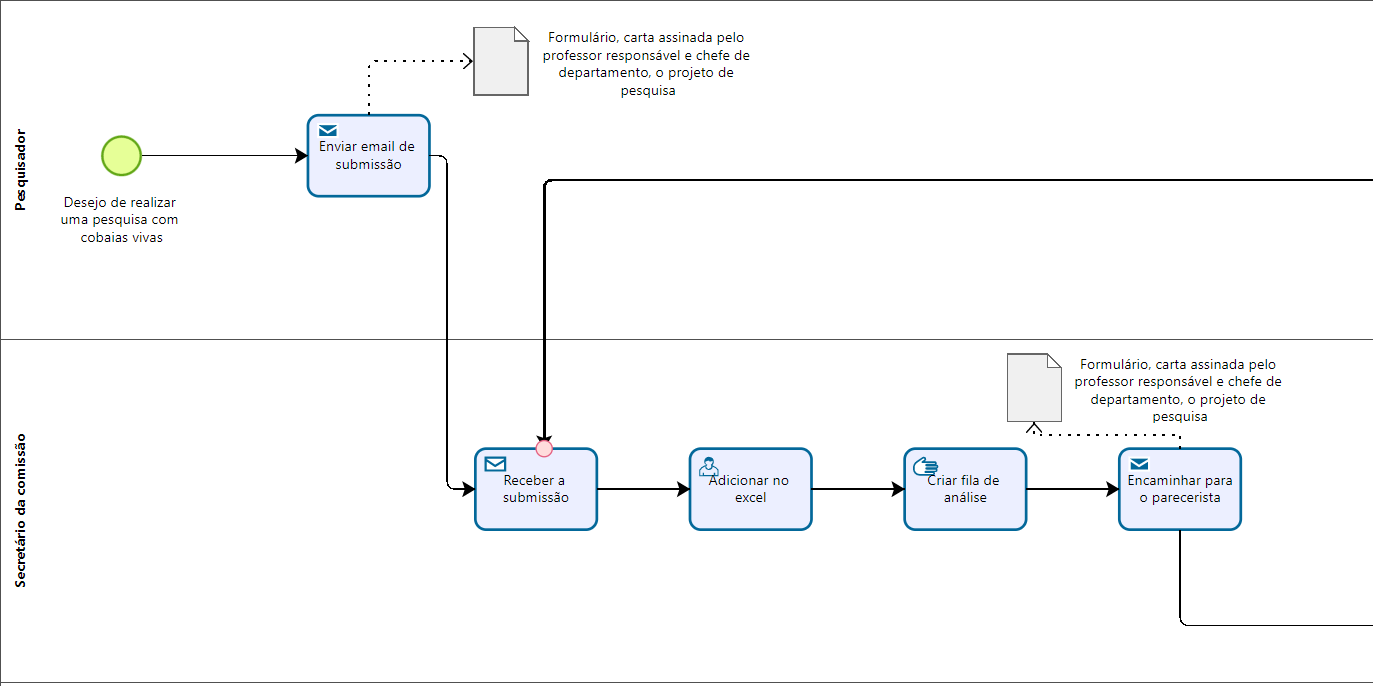 Pesquisador
Formulário, carta assinada pelo
professor responsável e chefe de
departamento, o projeto de
pesquisa
Enviar email de
submissão
Desejo de realizar
uma pesquisa com
cobaias vivas
Secretário da comissão
Formulário, carta assinada pelo
professor responsável e chefe de
departamento, o projeto de
pesquisa
Receber a
submissão
Adicionar no
excel
Criar fila de
análise
Encaminhar para
o parecerista